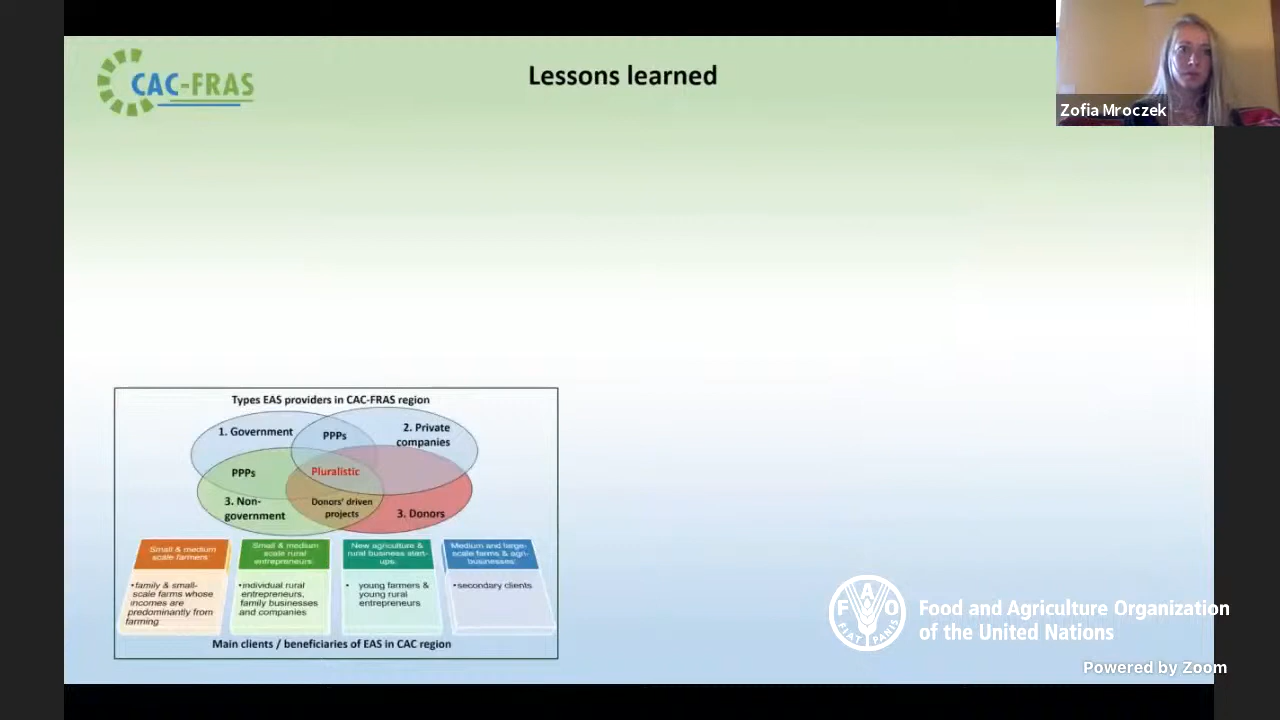 CAC-FRAS
Lessons learned
Zofia Mroczek
Types EAS providers in CAC-FRAS region
1. Government
PPPs
2. Private
companies
PPPs
Pluralistic
3. Non-
government
Donors' driven
projects
3. Donors
Small & medium
scale farmers
•family & small-
scale farms whose
incomes are
predominantly from
farming
Small & medium
scale rural
entrepreneurs
•individual rural
entrepreneurs,
family businesses
and companies
New agriculture &
rural business start-
ups
• young farmers &
young rural
entrepreneurs
Medium and large-
scale farms & agri-
businesses
•secondary clients
Main clients / beneficiaries of EAS in CAC region
FAO
FIAT PANIS
Food and Agriculture Organization
of the United Nations
Powered by Zoom